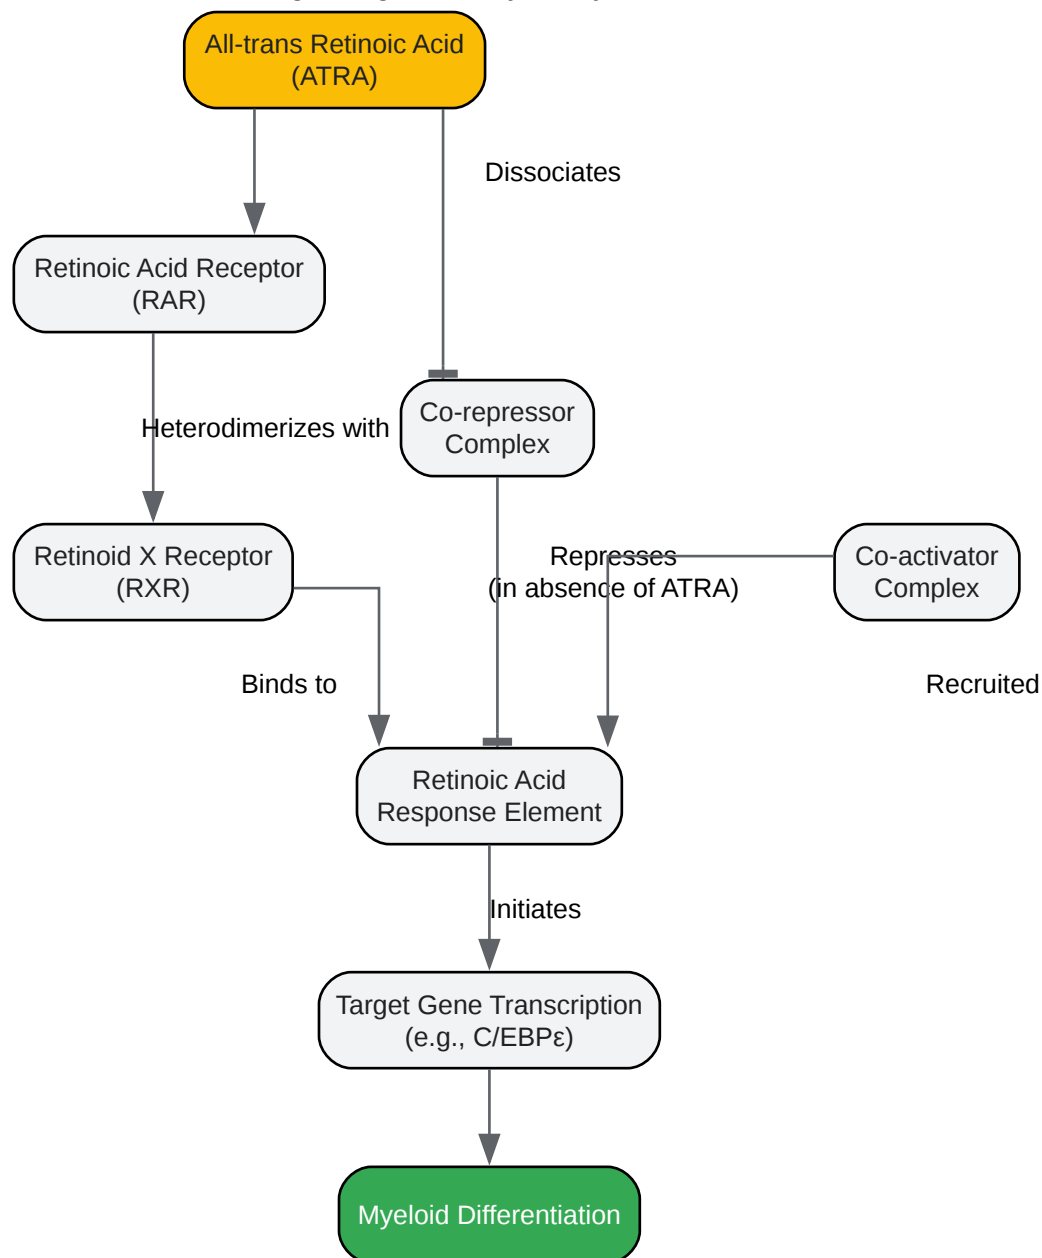 All-trans Retinoic Acid
(ATRA)
Dissociates
Retinoic Acid Receptor
(RAR)
Co-repressor
Complex
Heterodimerizes with
Retinoid X Receptor
(RXR)
Represses
(in absence of ATRA)
Co-activator
Complex
Binds to
Recruited
Retinoic Acid
Response Element
Initiates
Target Gene Transcription
(e.g., C/EBPε)
Myeloid Differentiation